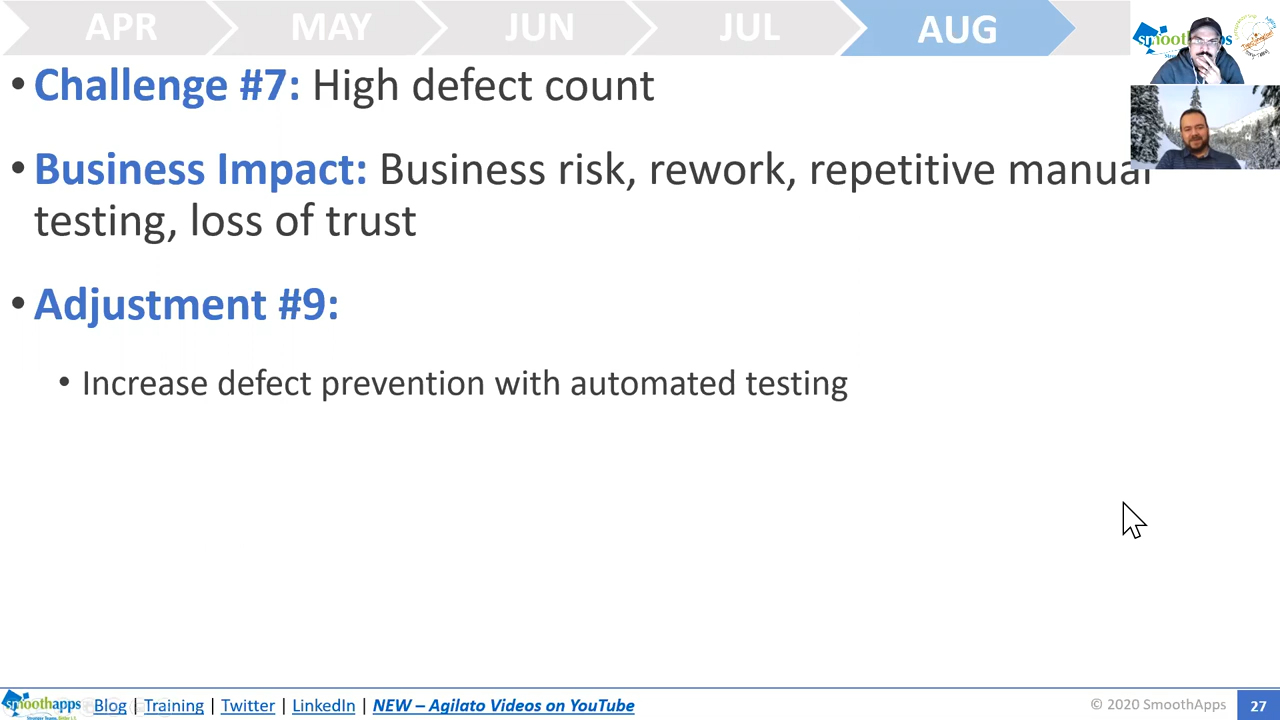 APR MAY JUN JUL AUG
• Challenge #7: High defect count
• Business Impact: Business risk, rework, repetitive manual
testing, loss of trust
• Adjustment #9:
• Increase defect prevention with automated testing
smoothapps Blog | Training | Twitter | LinkedIn | NEW – Agilato Videos on YouTube
© 2020 SmoothApps 27